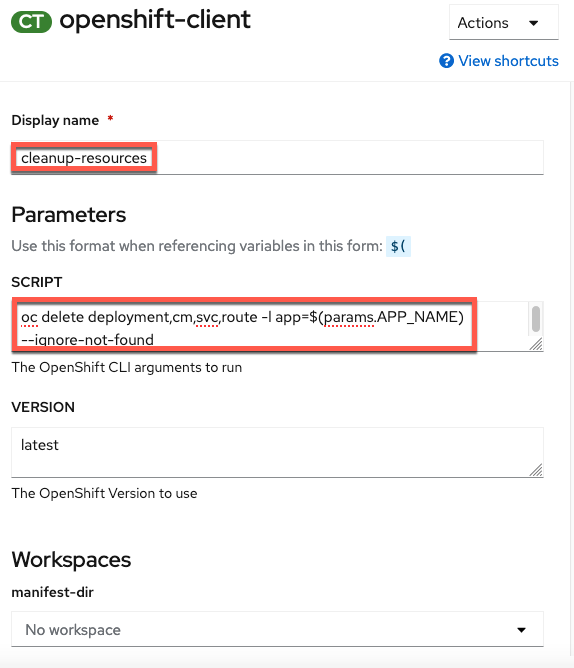 CT openshift-client
Actions
View shortcuts
Display name *
cleanup-resources
Parameters
Use this format when referencing variables in this form: $(
SCRIPT
oc delete deployment,cm,svc,route -l app=$(params.APP_NAME)
--ignore-not-found
The OpenShift CLI arguments to run
VERSION
latest
The OpenShift Version to use
Workspaces
manifest-dir
No workspace